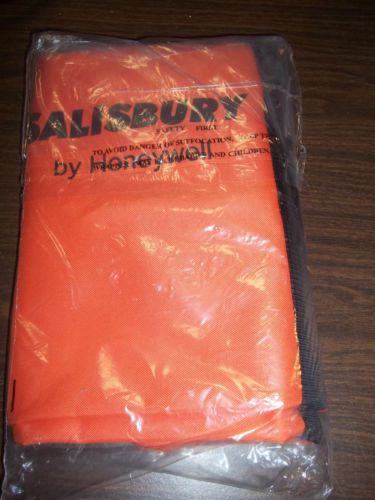 SALISBURY
SAFETY FIRST
TO AVOID DANGER OF SUFFOCATION, KEEP THIS
by Honeywell
AND CHILDREN.